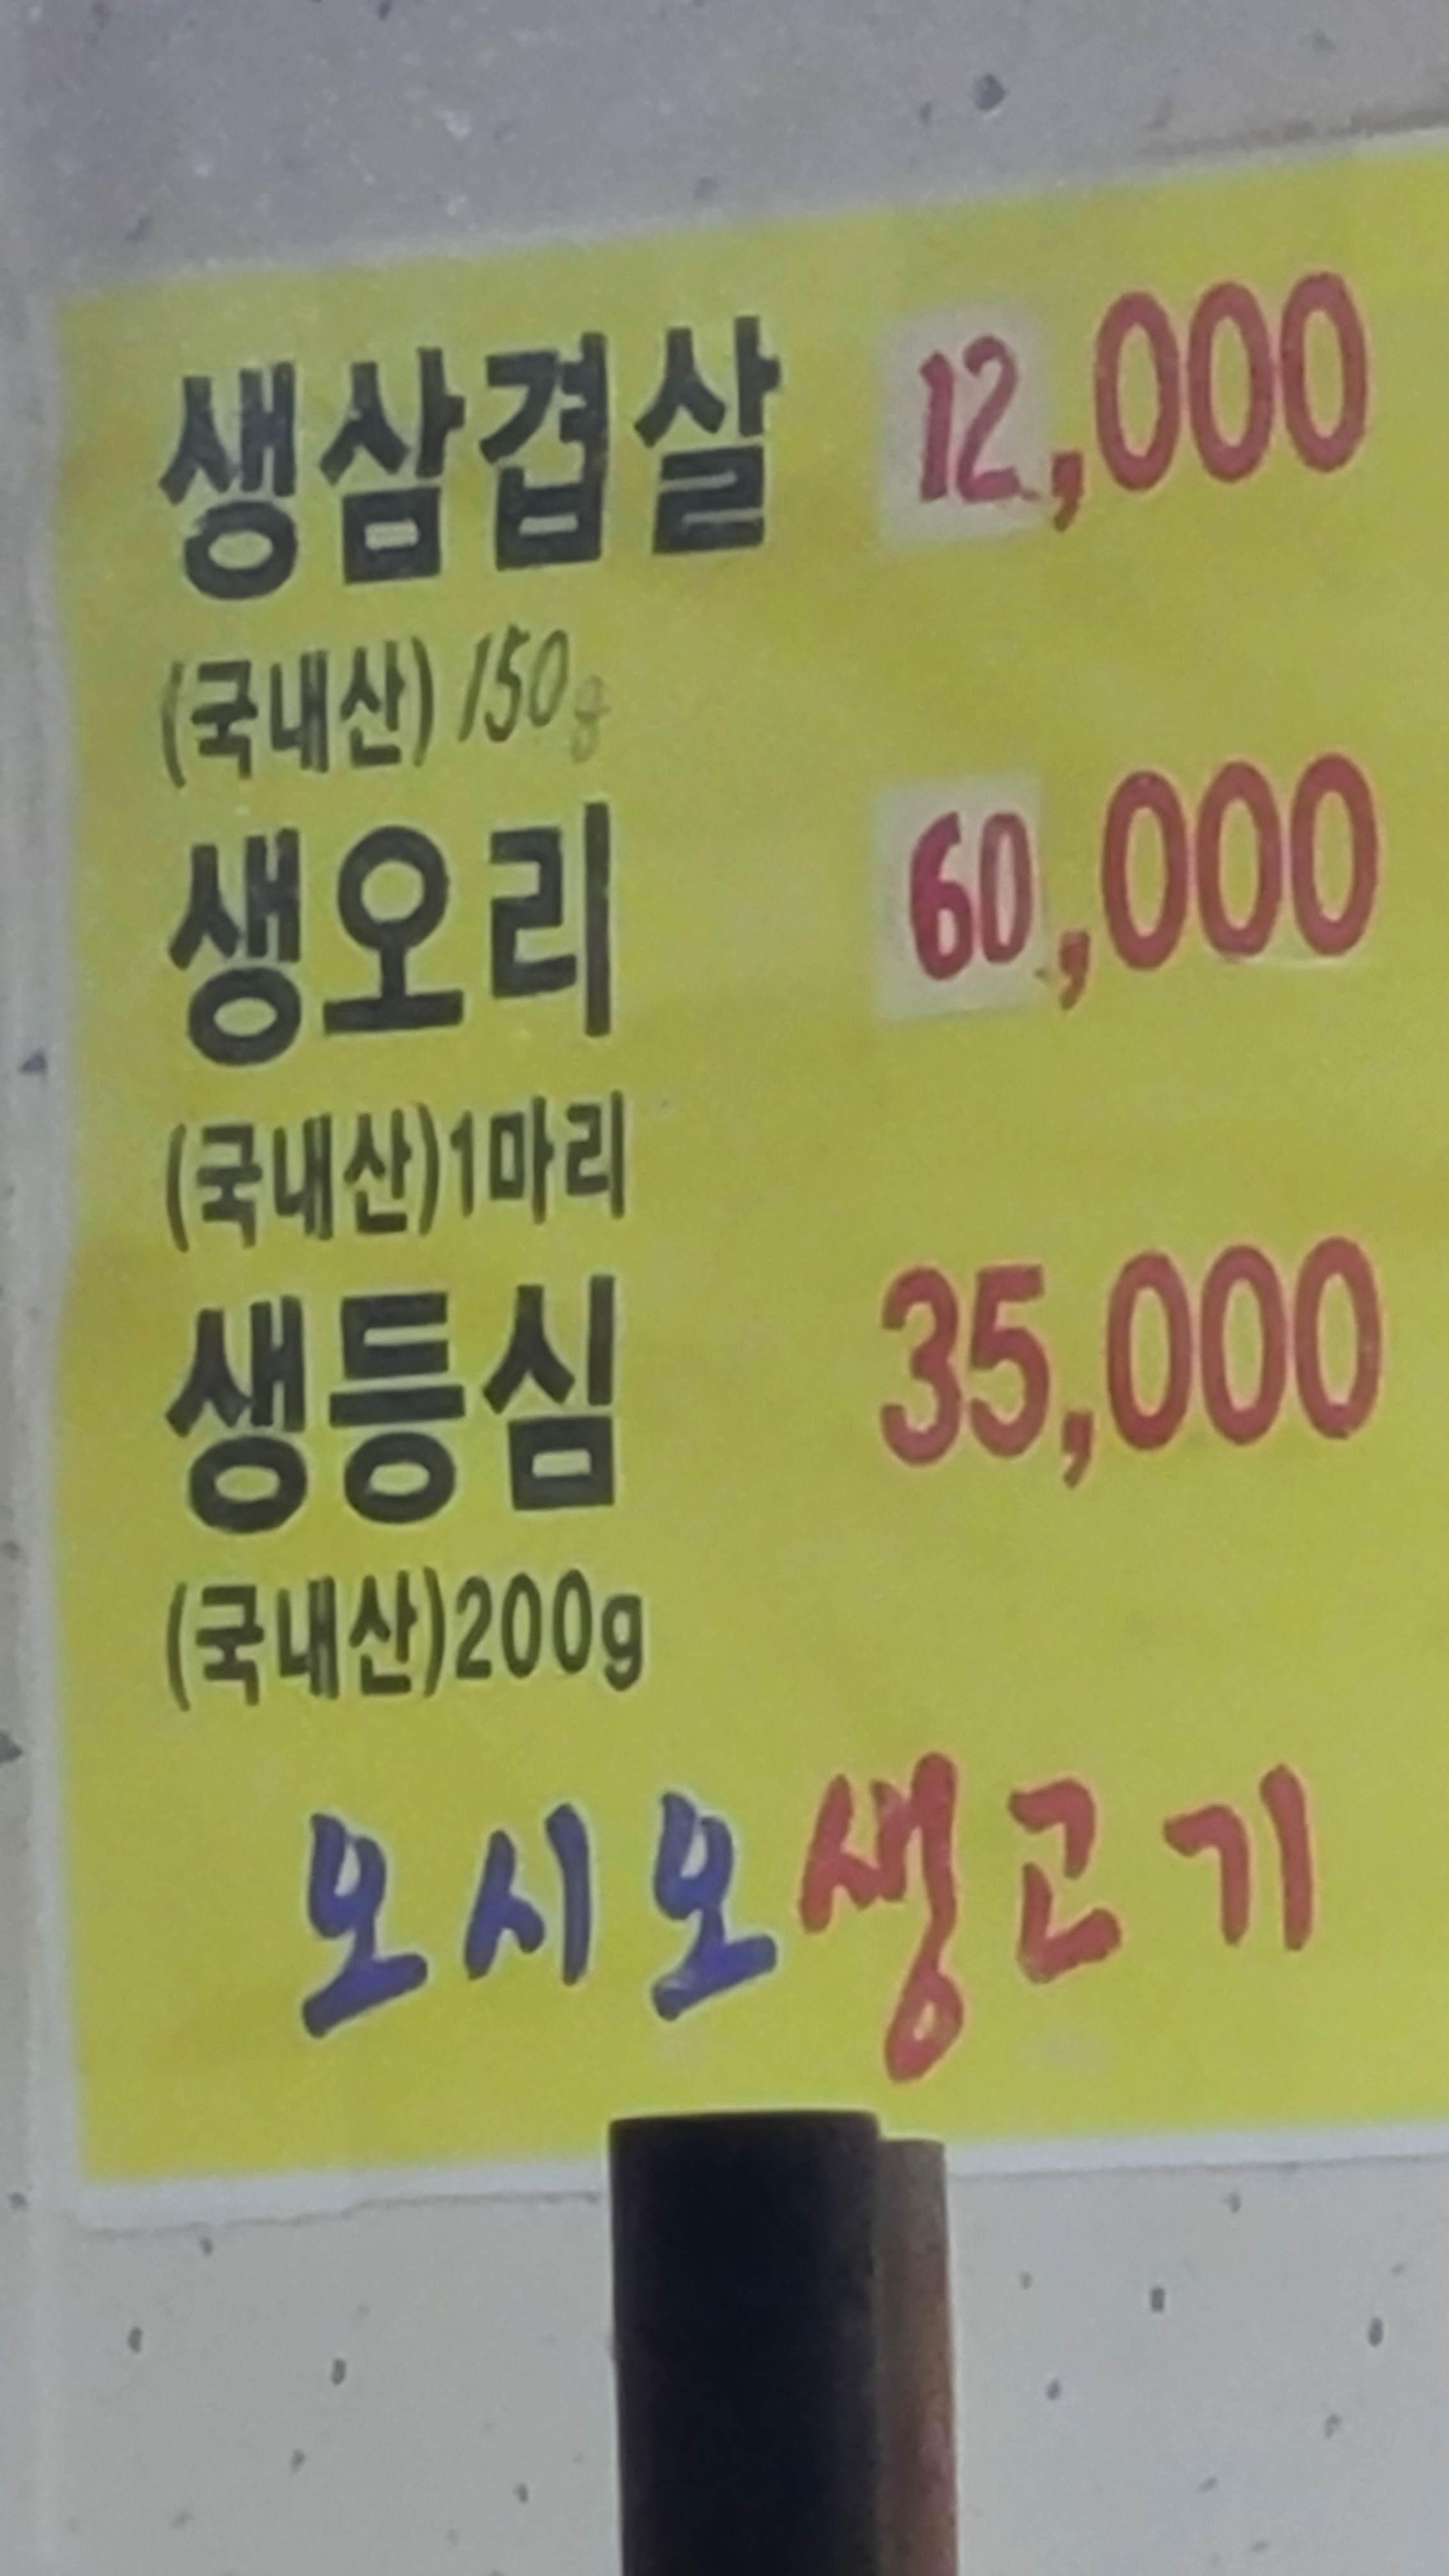 생삼겹살 12,000
(국내산) 150g
생오리 60,000
(국내산)1마리
생등심 35,000
(국내산)200g
오시오생고기